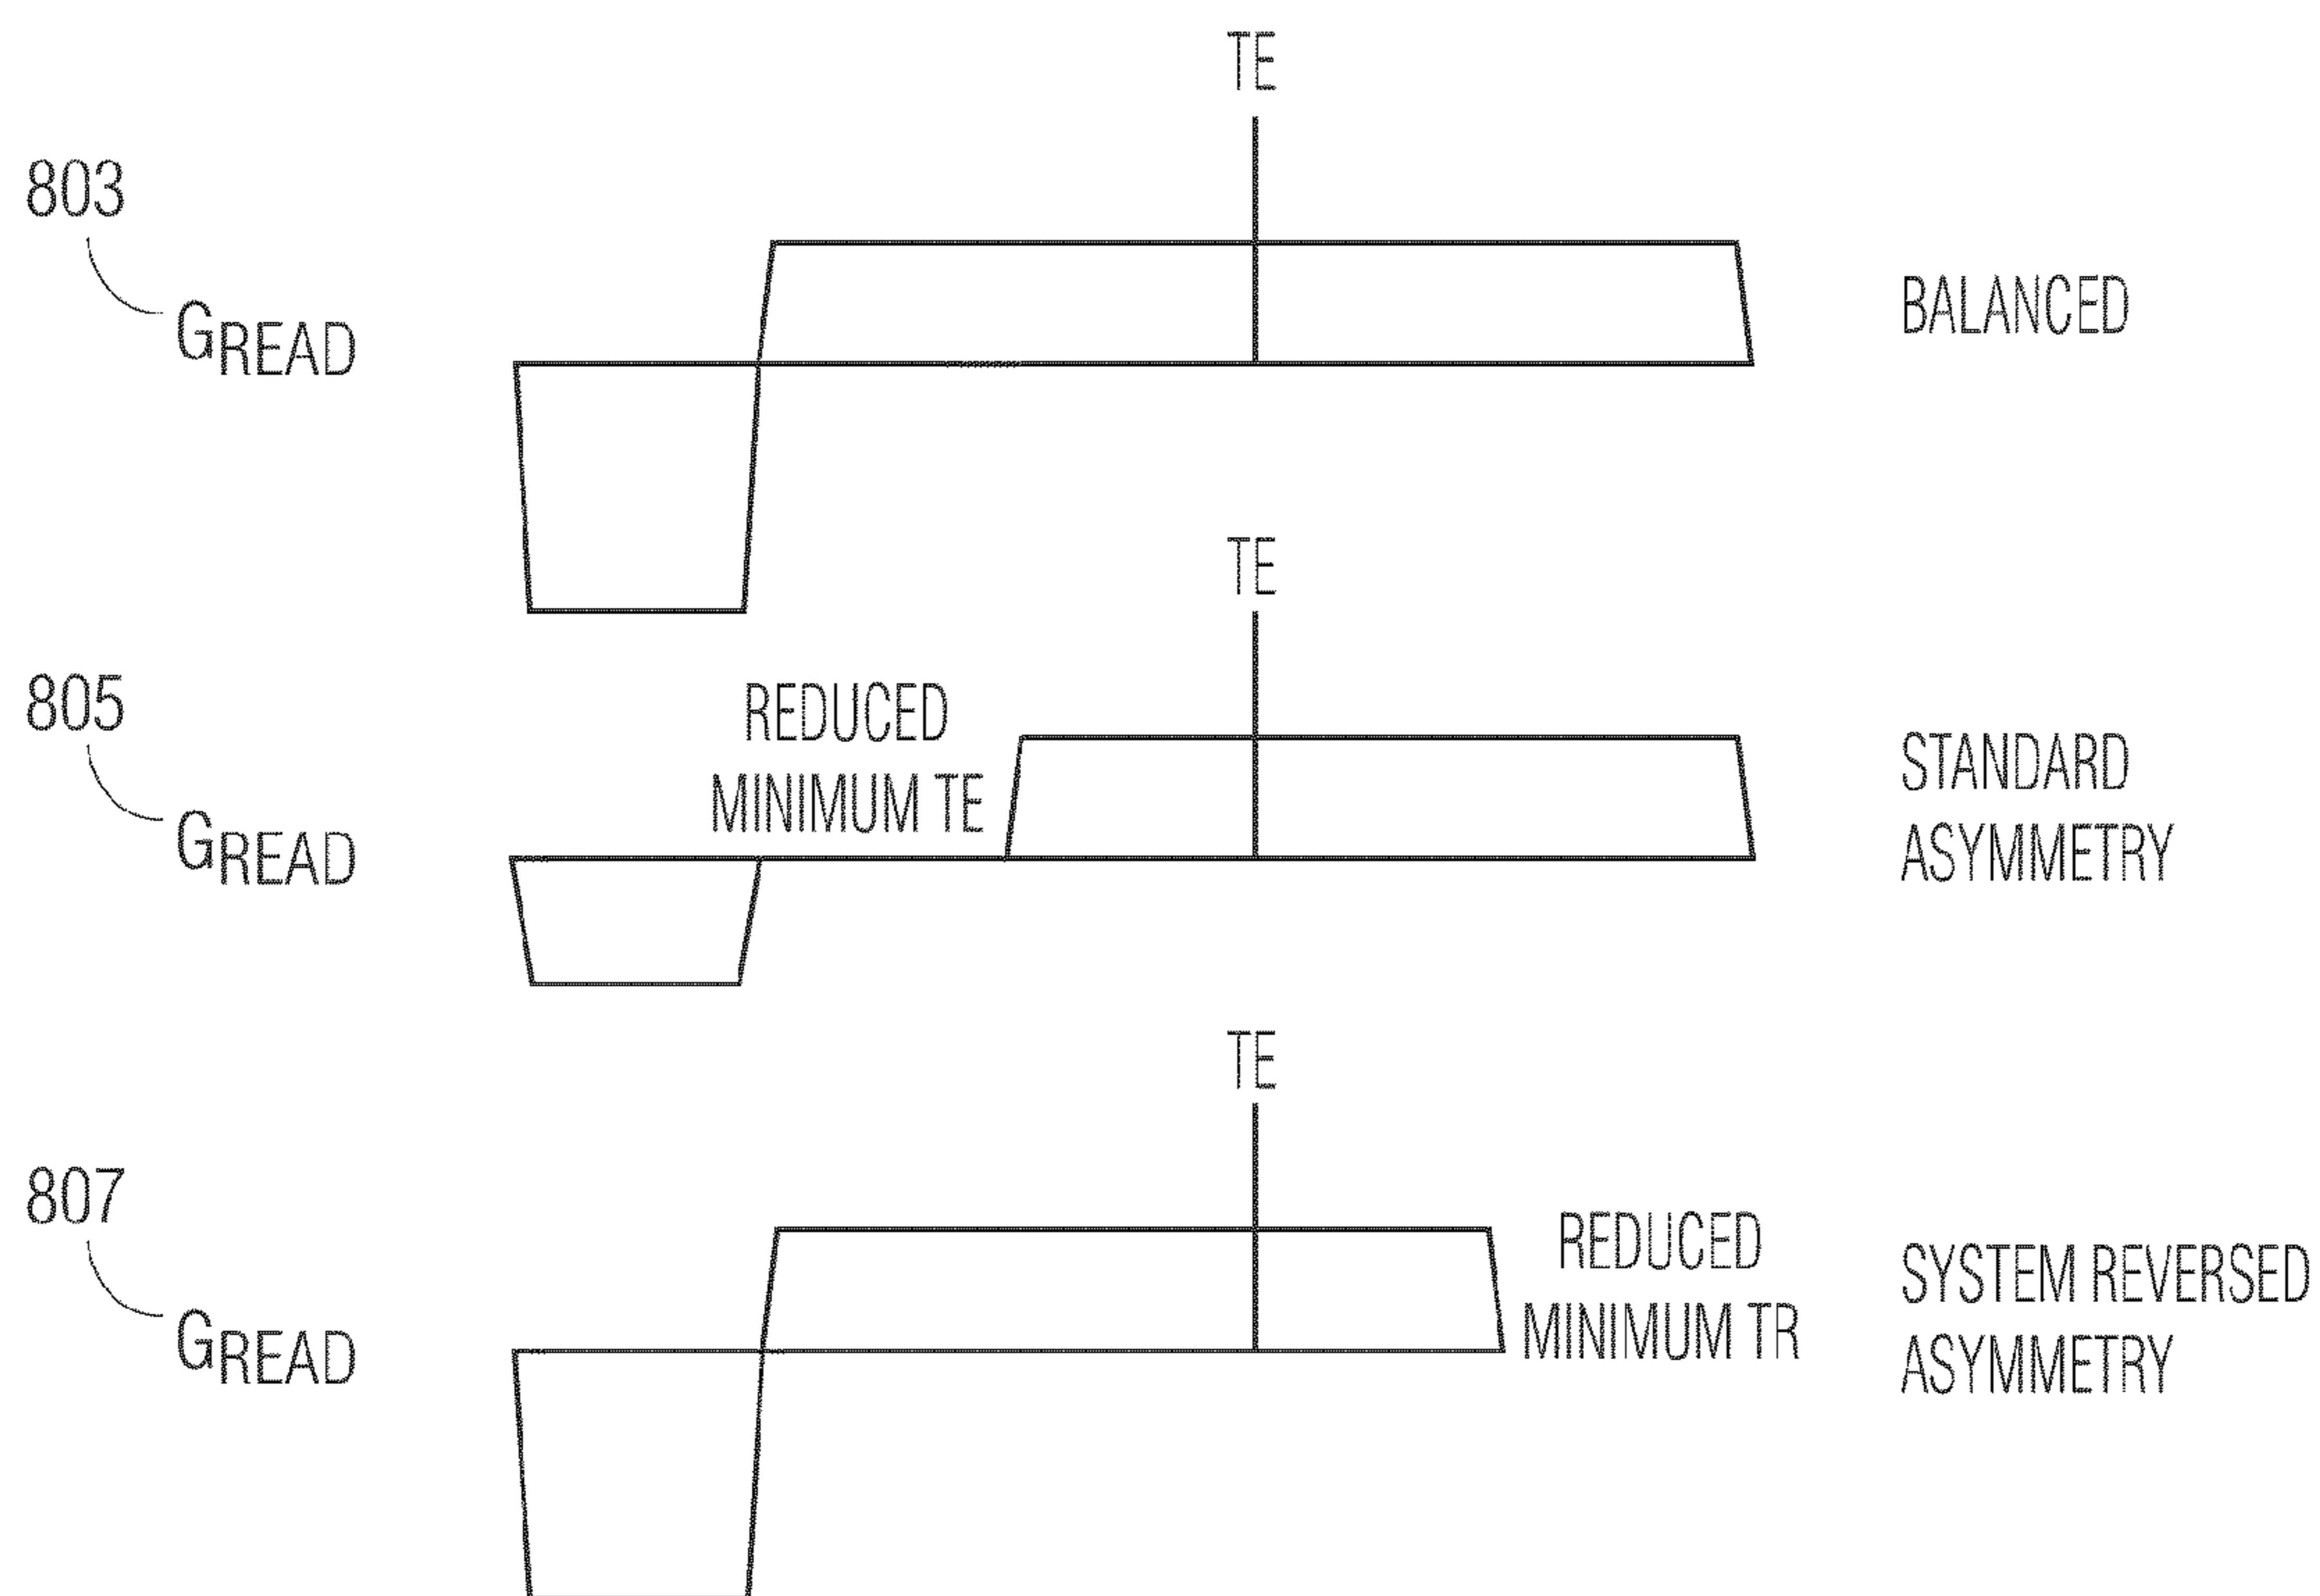 TE
803
GREAD
BALANCED
TE
805
REDUCED
MINIMUM TE
GREAD
STANDARD
ASYMMETRY
TE
807
GREAD
REDUCED
MINIMUM TR
SYSTEM REVERSED
ASYMMETRY